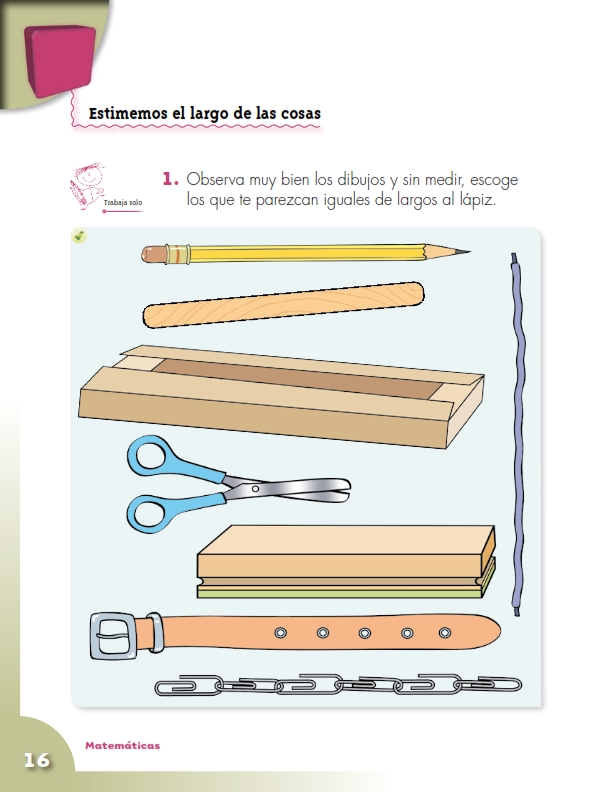 Estimemos el largo de las cosas
Trabaja solo
1. Observa muy bien los dibujos y sin medir, escoge
los que te parezcan iguales de largos al lápiz.
Matemáticas
16